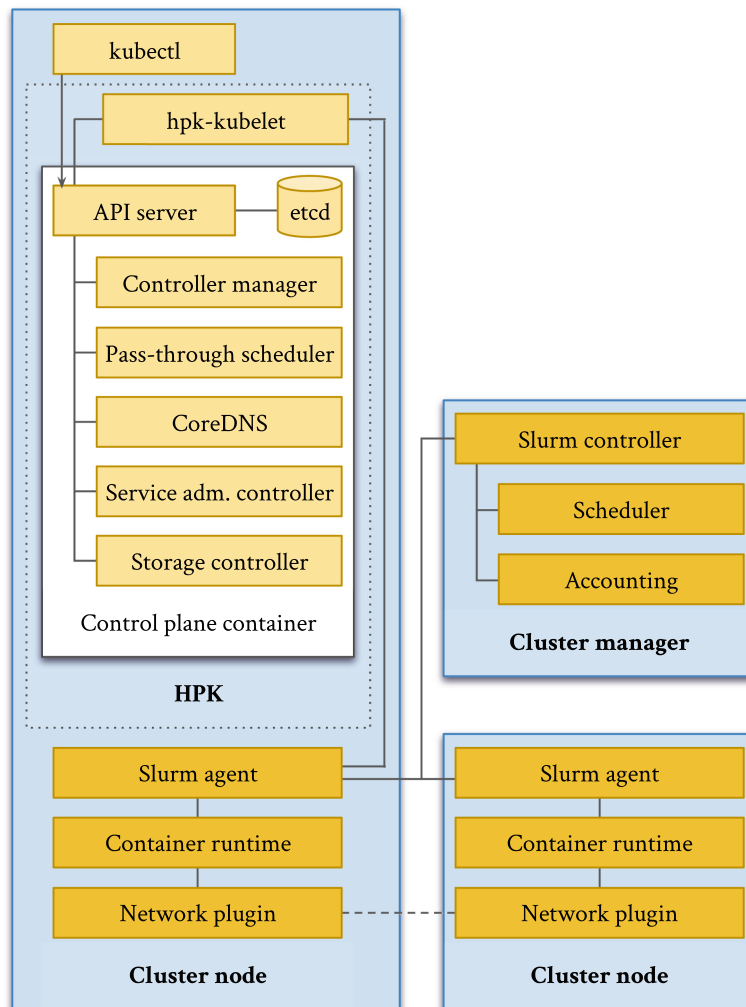 kubectl
hpk-kubelet
API server
etcd
Controller manager
Pass-through scheduler
CoreDNS
Service adm. controller
Storage controller
Control plane container
HPK
Slurm agent
Container runtime
Network plugin
Cluster node
Slurm controller
Scheduler
Accounting
Cluster manager
Slurm agent
Container runtime
Network plugin
Cluster node